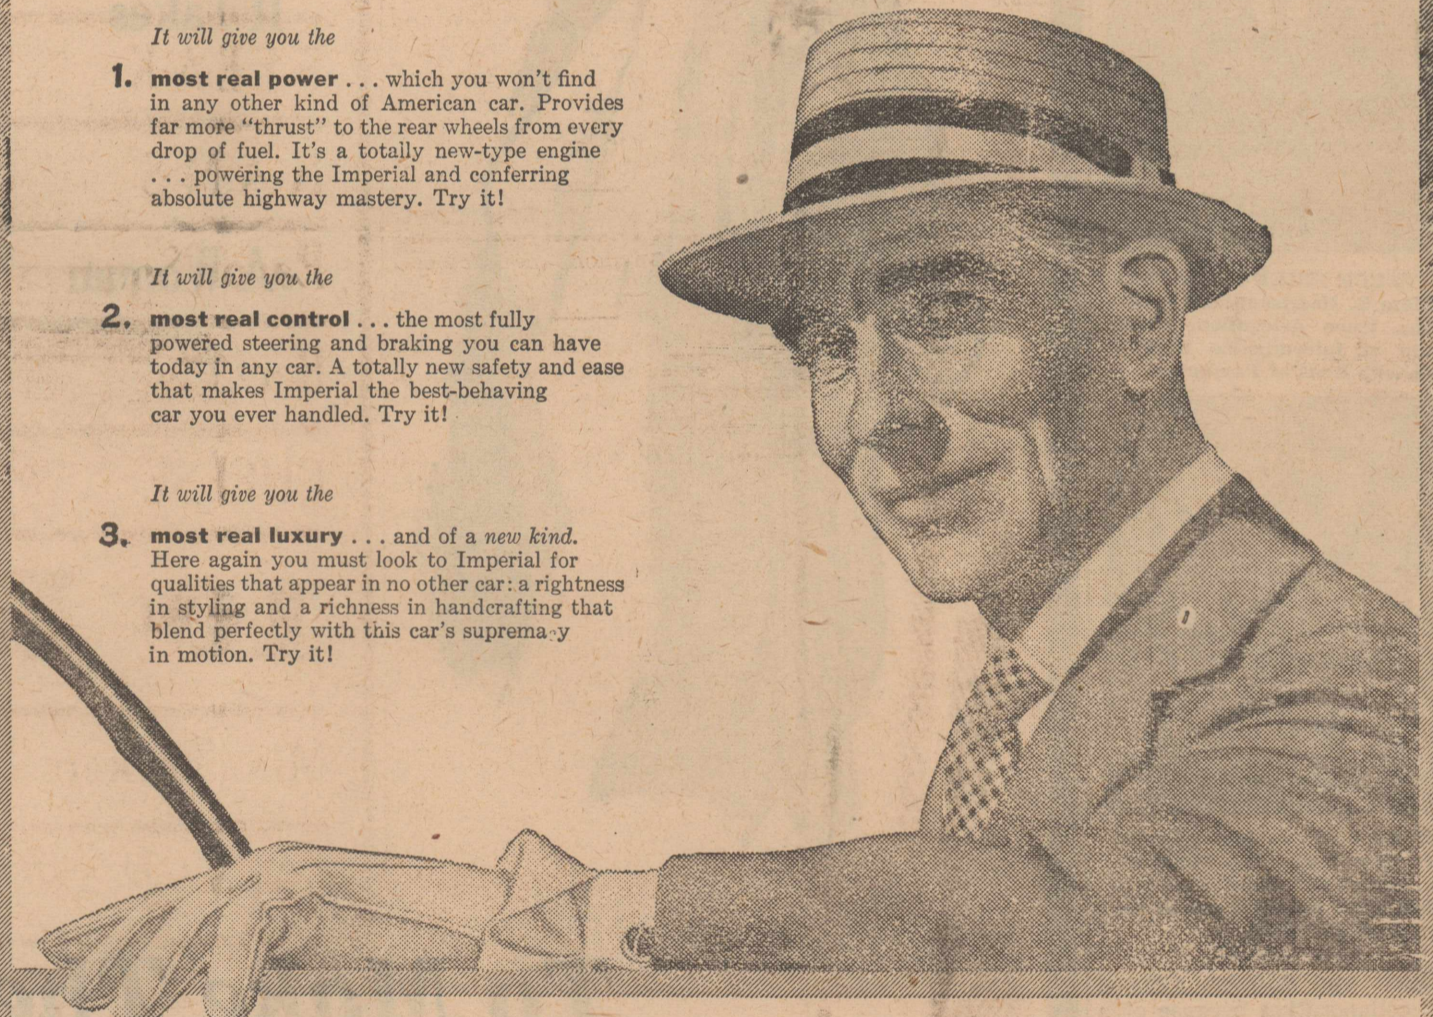 It will give you the
1. most real power . . . which you won't find
in any other kind of American car. Provides
far more “thrust” to the rear wheels from every
drop of fuel. It's a totally new-type engine
. . . powering the Imperial and conferring
absolute highway mastery. Try it!
It will give you the
2. most real control . . . the most fully
powered steering and braking you can have
today in any car. A totally new safety and ease
that makes Imperial the best-behaving
car you ever handled. Try it!
It will give you the
3. most real luxury . . . and of a new kind.
Here again you must look to Imperial for
qualities that appear in no other car: a rightness
in styling and a richness in handcrafting that
blend perfectly with this car's supremacy
in motion. Try it!